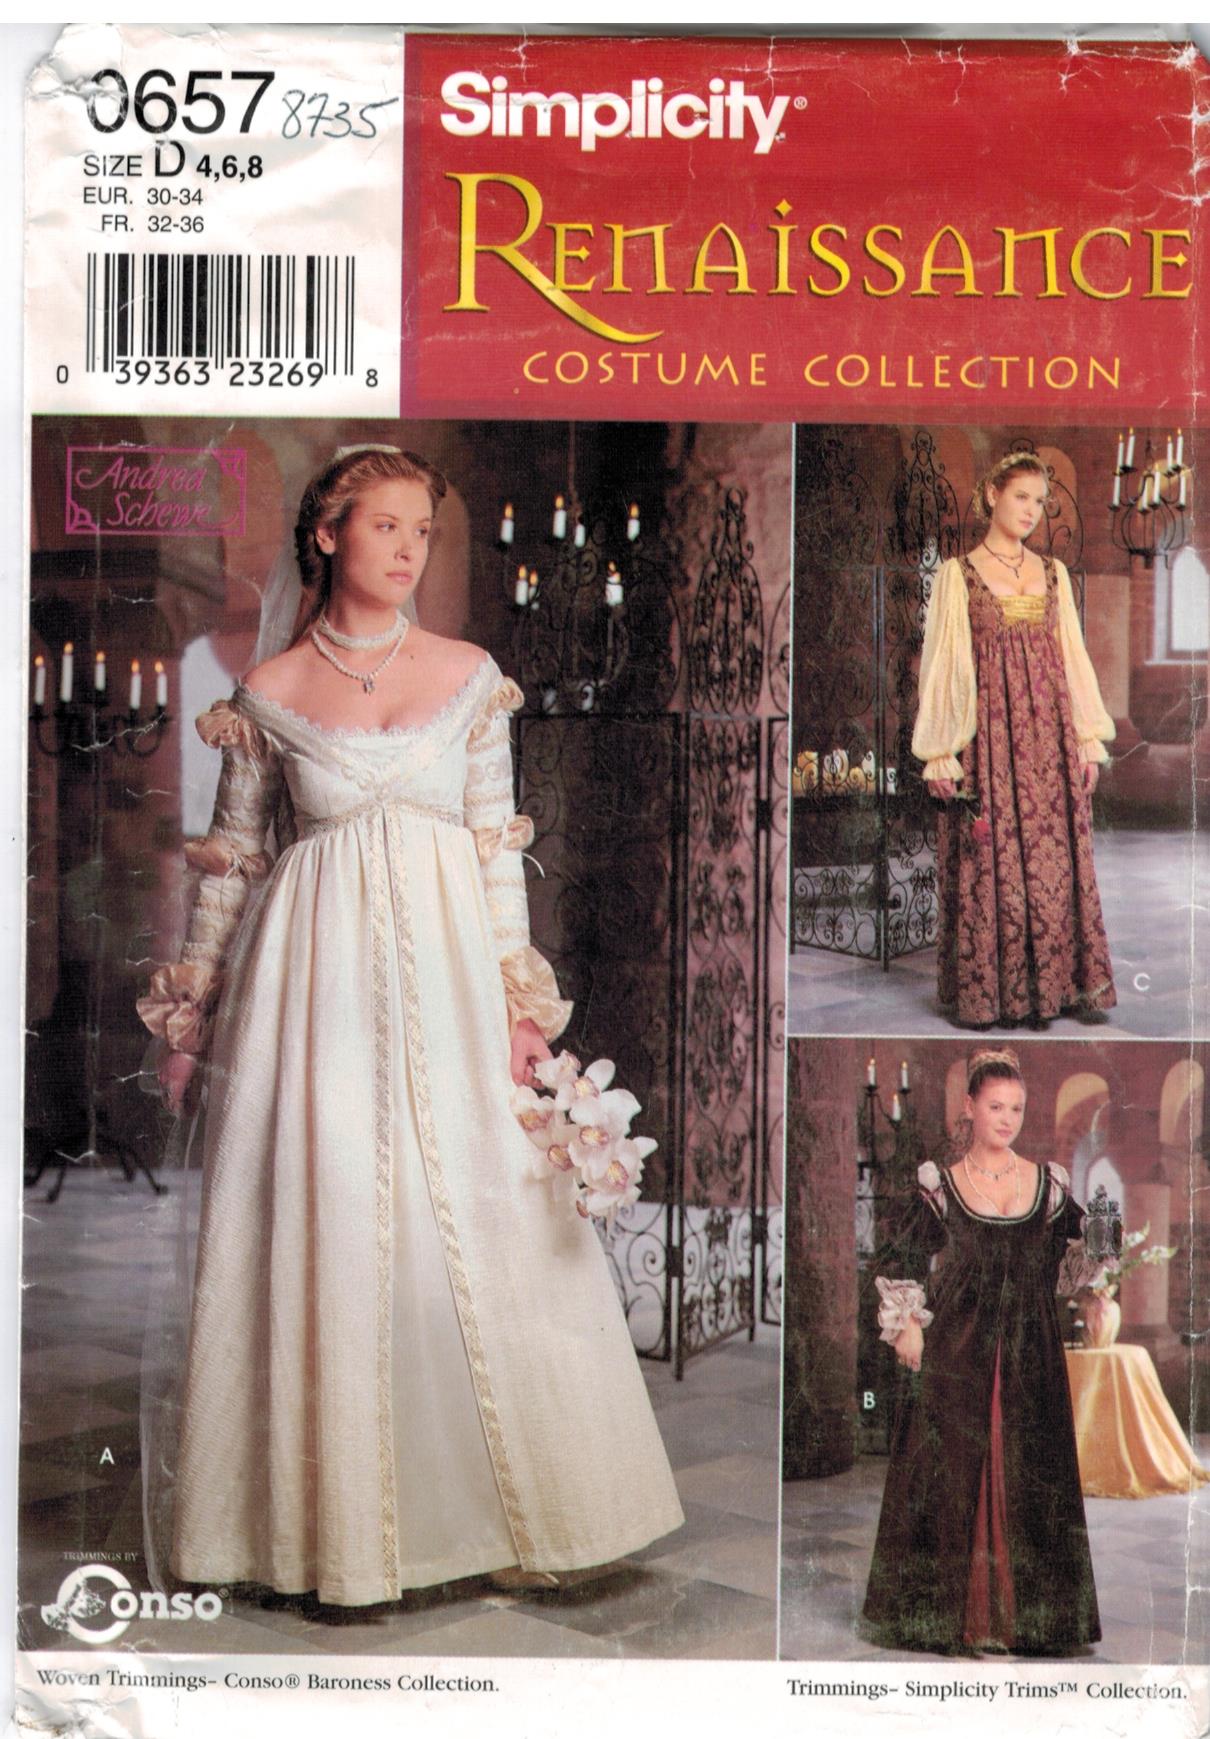 0657 8735
SIZE D 4,6,8
EUR. 30-34
FR. 32-36
0 39363 23269 8
Simplicity®
RENAISSANCE
COSTUME COLLECTION
Andrea
Schewe
C
B
A
TRIMMINGS BY
Conso®
Woven Trimmings– Conso® Baroness Collection.
Trimmings– Simplicity Trims™ Collection.